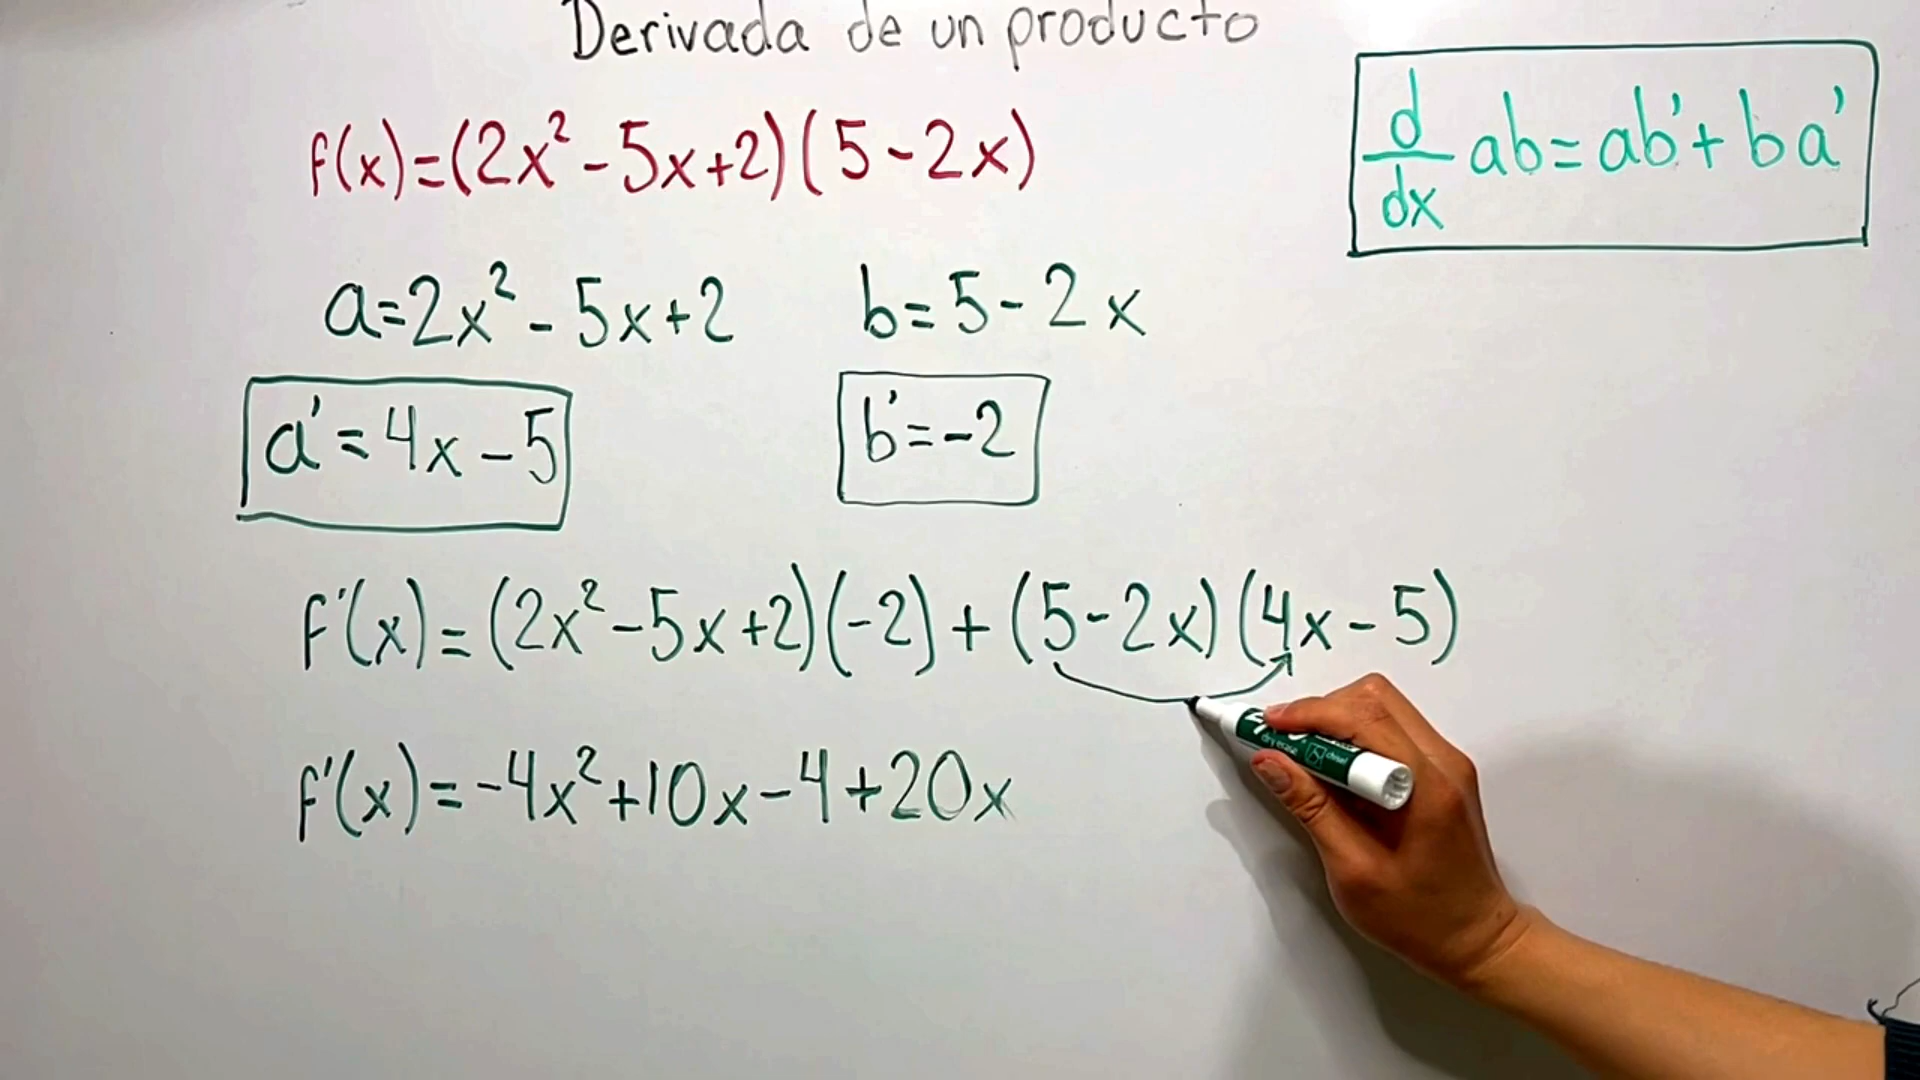 Derivada de un producto
f(x)=(2x²-5x+2)(5-2x)
d/dx ab=ab'+ba'
a=2x²-5x+2
b=5-2x
a'=4x-5
b'=-2
f'(x)=(2x²-5x+2)(-2)+(5-2x)(4x-5)
f'(x)=-4x²+10x-4+20x